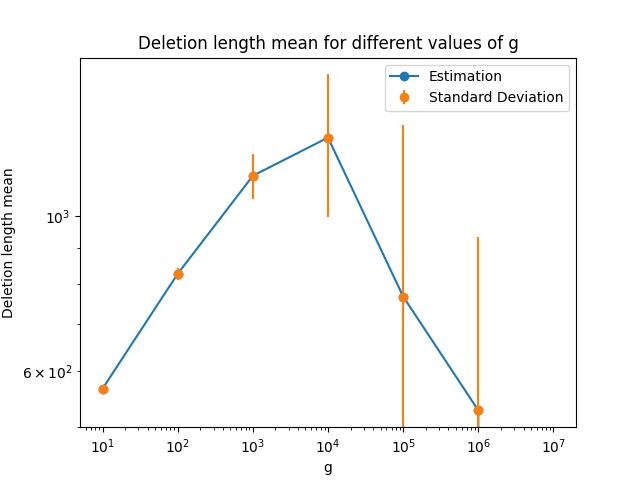 Deletion length mean for different values of g
Estimation
Standard Deviation
Deletion length mean
10³
6 × 10²
10¹ 10² 10³ 10⁴ 10⁵ 10⁶ 10⁷
g